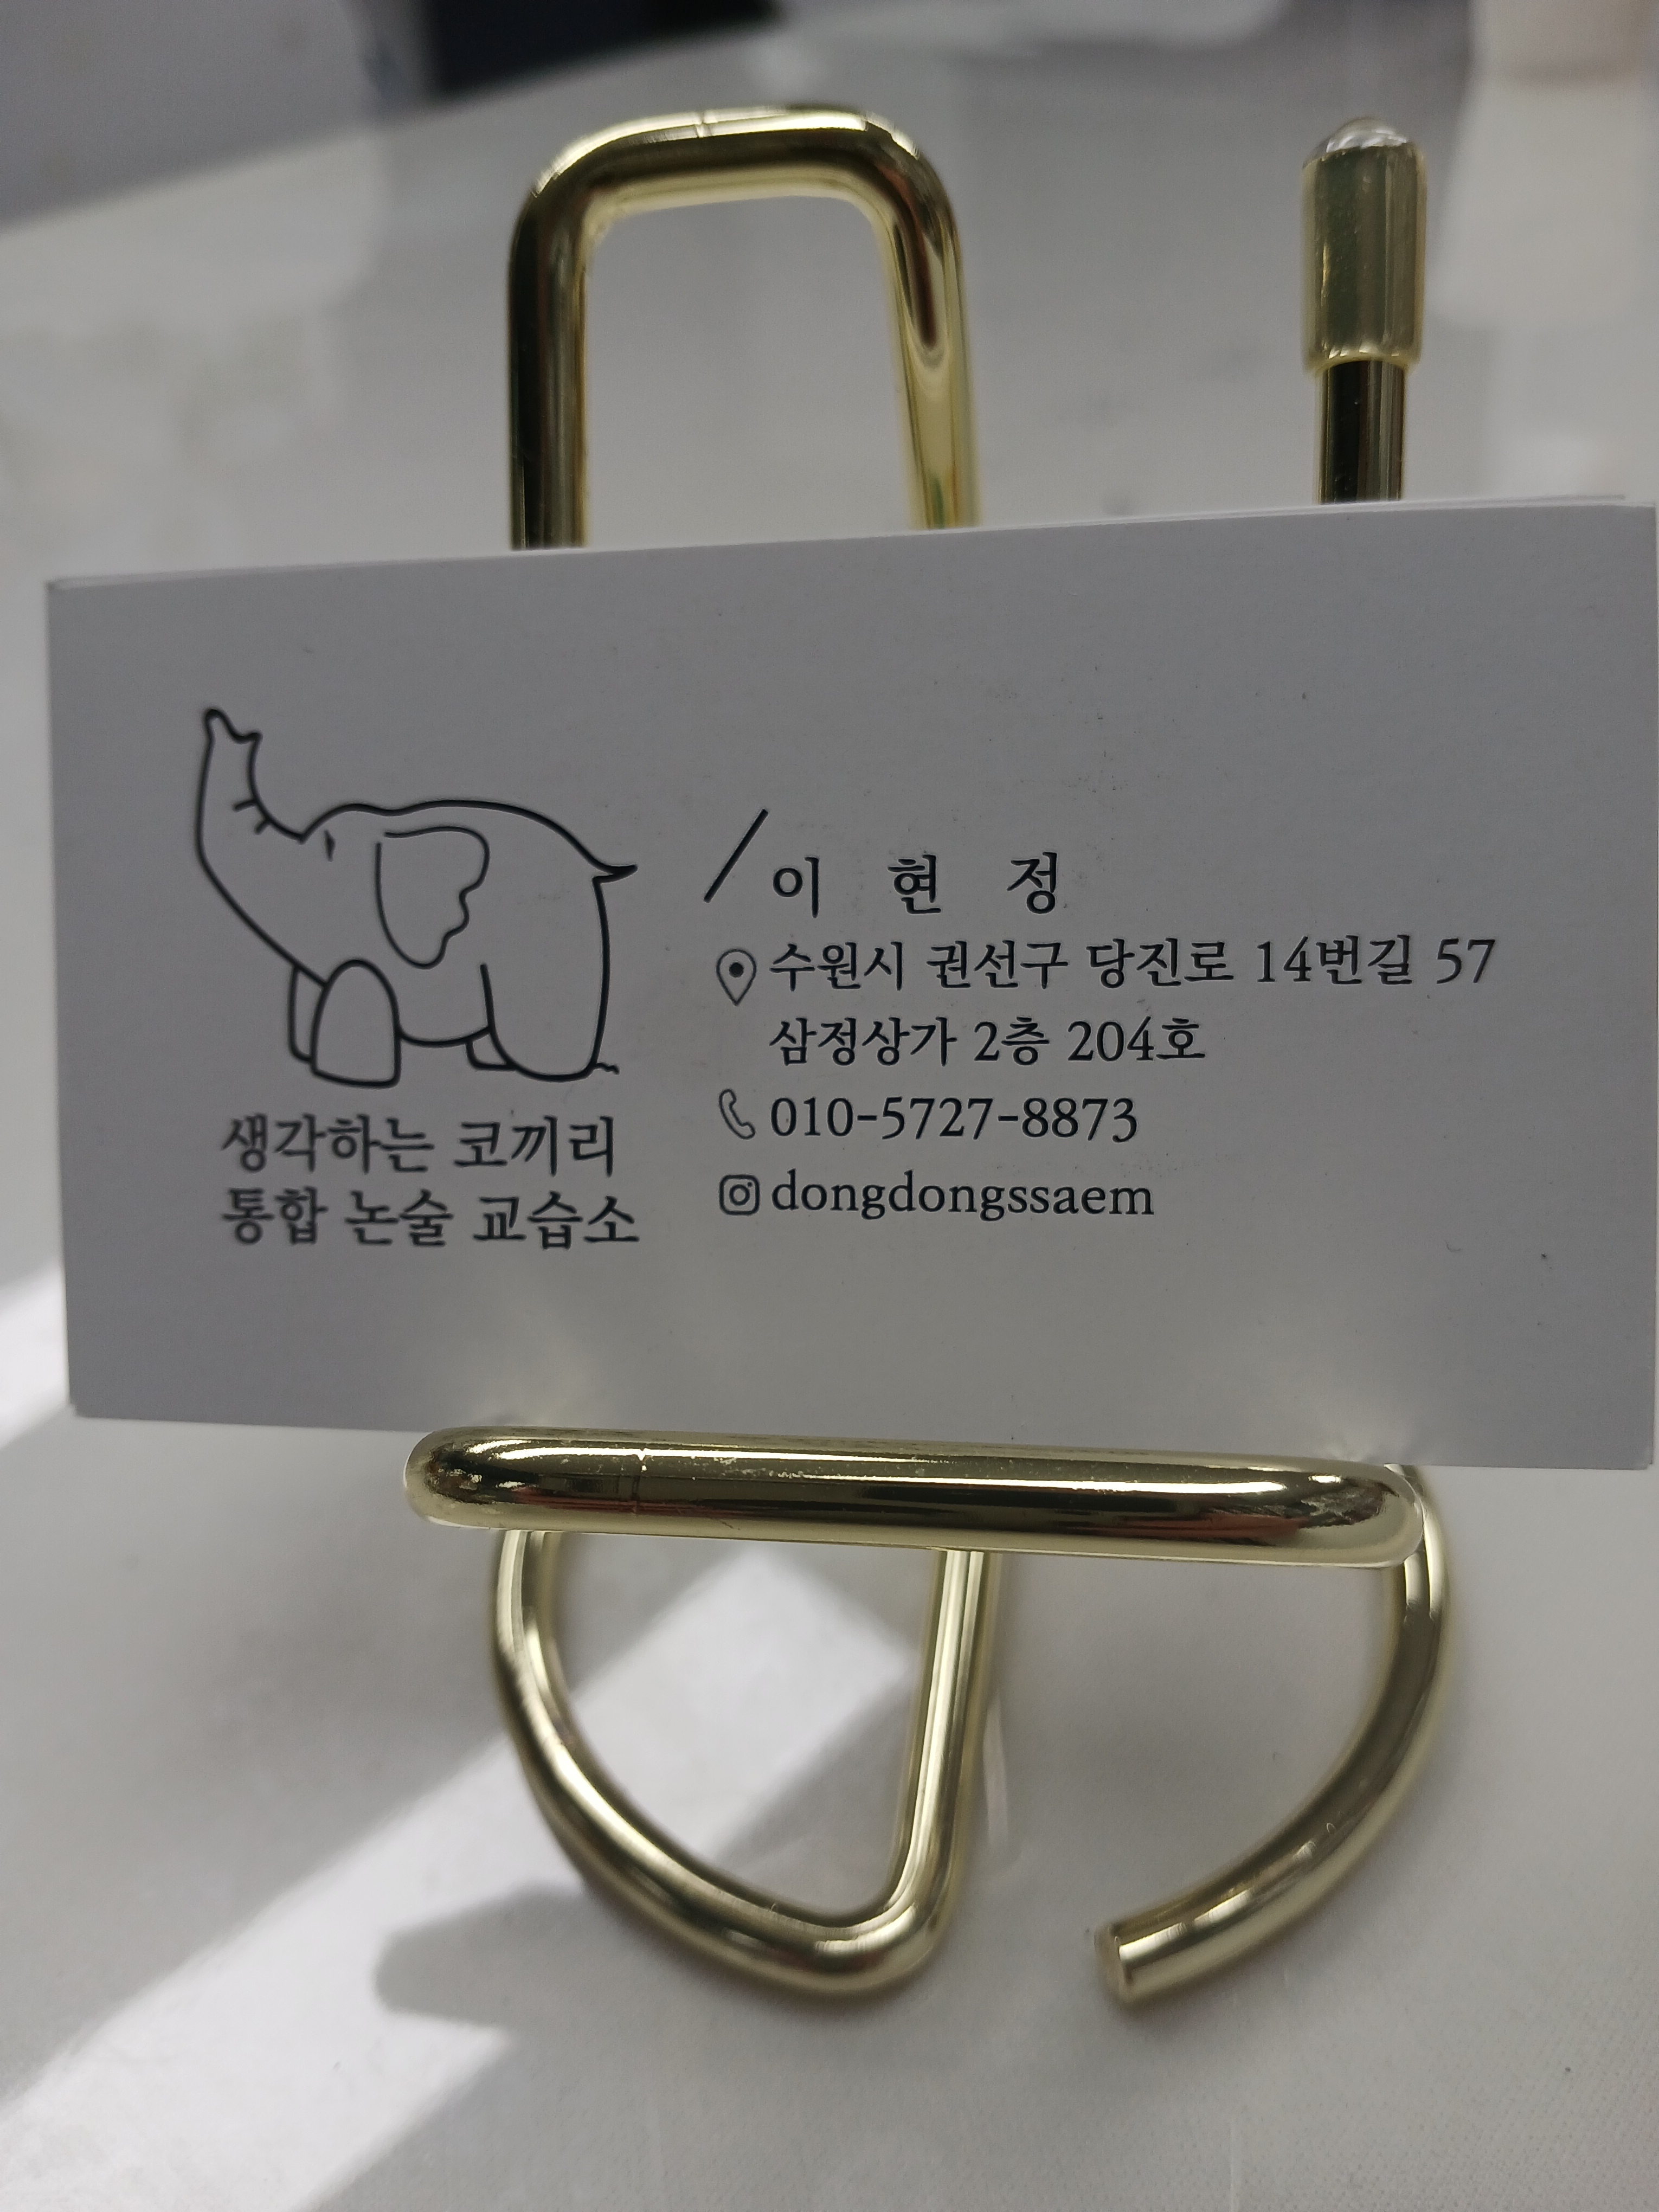 생각하는 코끼리
통합 논술 교습소
이 현 정
수원시 권선구 당진로 14번길 57
삼정상가 2층 204호
010-5727-8873
dongdongssaem